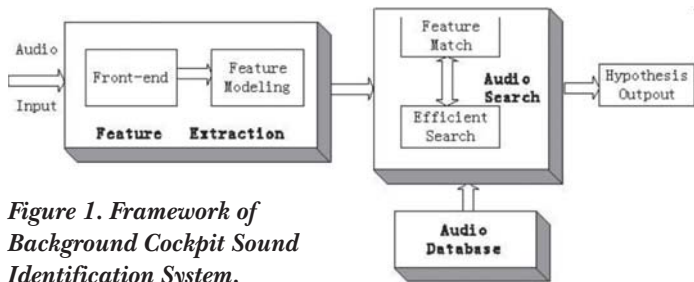 Audio
Input
Front-end
Feature
Modeling
Feature Extraction
Feature
Match
Efficient
Search
Audio
Search
Hypothesis
Outpout
Audio
Database
Figure 1. Framework of
Background Cockpit Sound
Identification System.